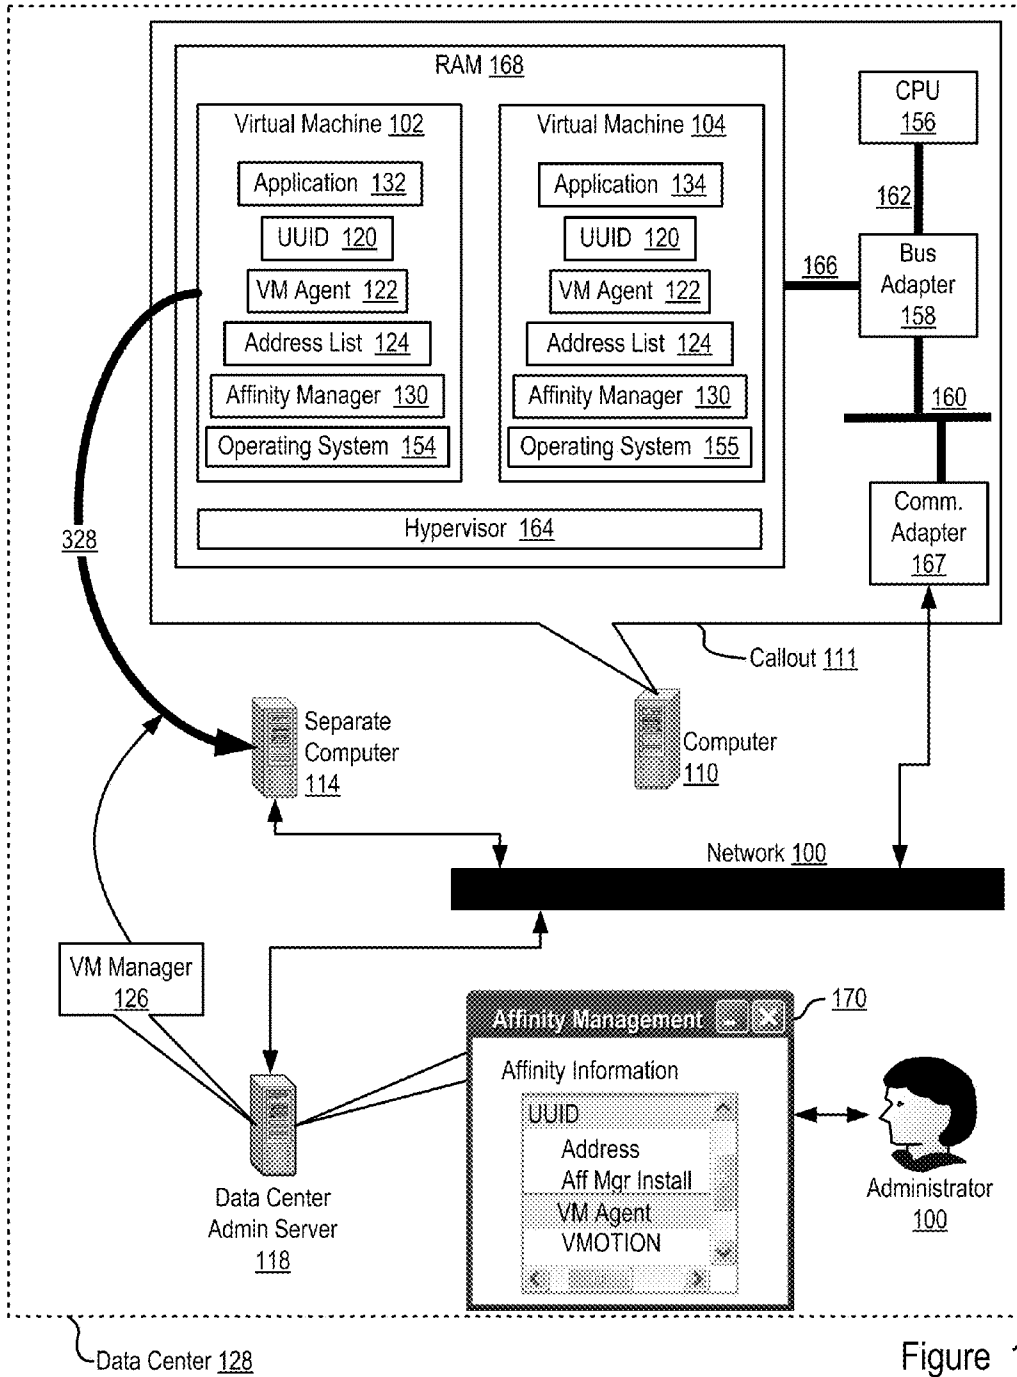 RAM 168
CPU
156
Virtual Machine 102
Virtual Machine 104
Application 132
Application 134
162
UUID 120
UUID 120
Bus
Adapter
158
166
VM Agent 122
VM Agent 122
Address List 124
Address List 124
Affinity Manager 130
Affinity Manager 130
160
Operating System 154
Operating System 155
Comm.
Adapter
167
Hypervisor 164
328
Callout 111
Separate
Computer
114
Computer
110
Network 100
VM Manager
126
170
Affinity Management
Affinity Information
UUID
Address
Aff Mgr Install
VM Agent
VMOTION
Data Center
Admin Server
118
Administrator
100
Data Center 128
Figure